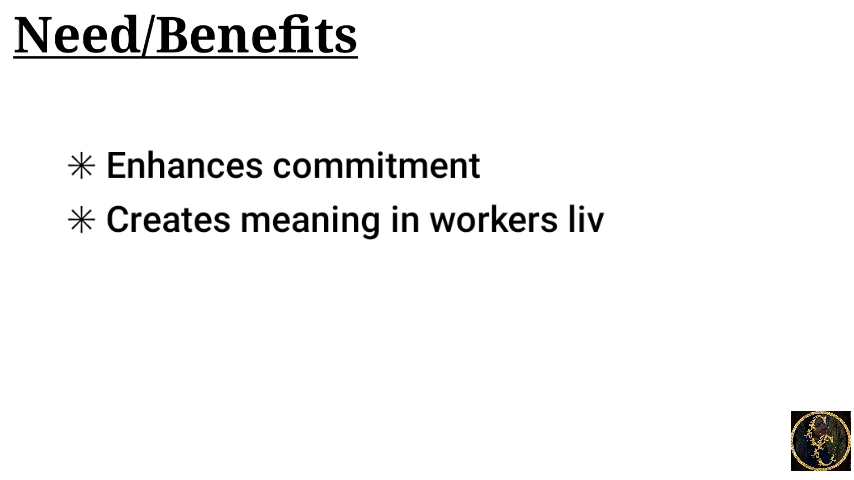 Need/Benefits
✳ Enhances commitment
✳ Creates meaning in workers liv